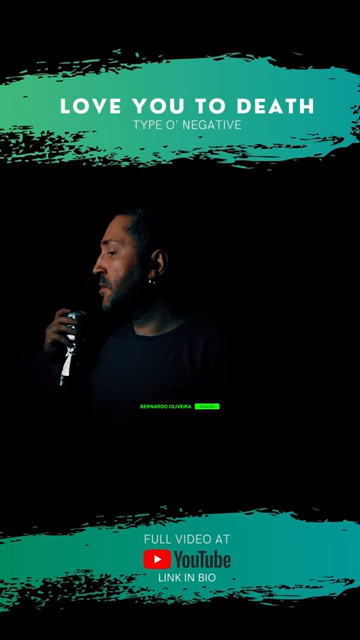 LOVE YOU TO DEATH
TYPE O' NEGATIVE
BERNARDO OLIVEIRA
FULL VIDEO AT
YouTube
LINK IN BIO